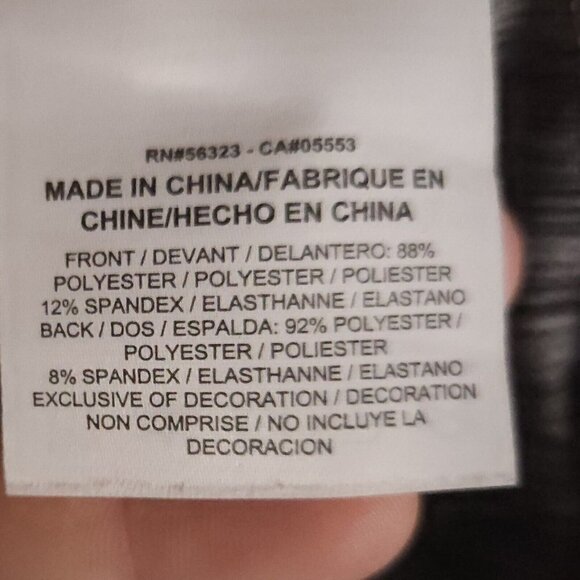 RN#56323 - CA#05553
MADE IN CHINA/FABRIQUE EN
CHINE/HECHO EN CHINA
FRONT / DEVANT / DELANTERO: 88%
POLYESTER / POLYESTER / POLIESTER
12% SPANDEX / ELASTHANNE / ELASTANO
BACK / DOS / ESPALDA: 92% POLYESTER /
POLYESTER / POLIESTER
8% SPANDEX / ELASTHANNE / ELASTANO
EXCLUSIVE OF DECORATION / DECORATION
NON COMPRISE / NO INCLUYE LA
DECORACION